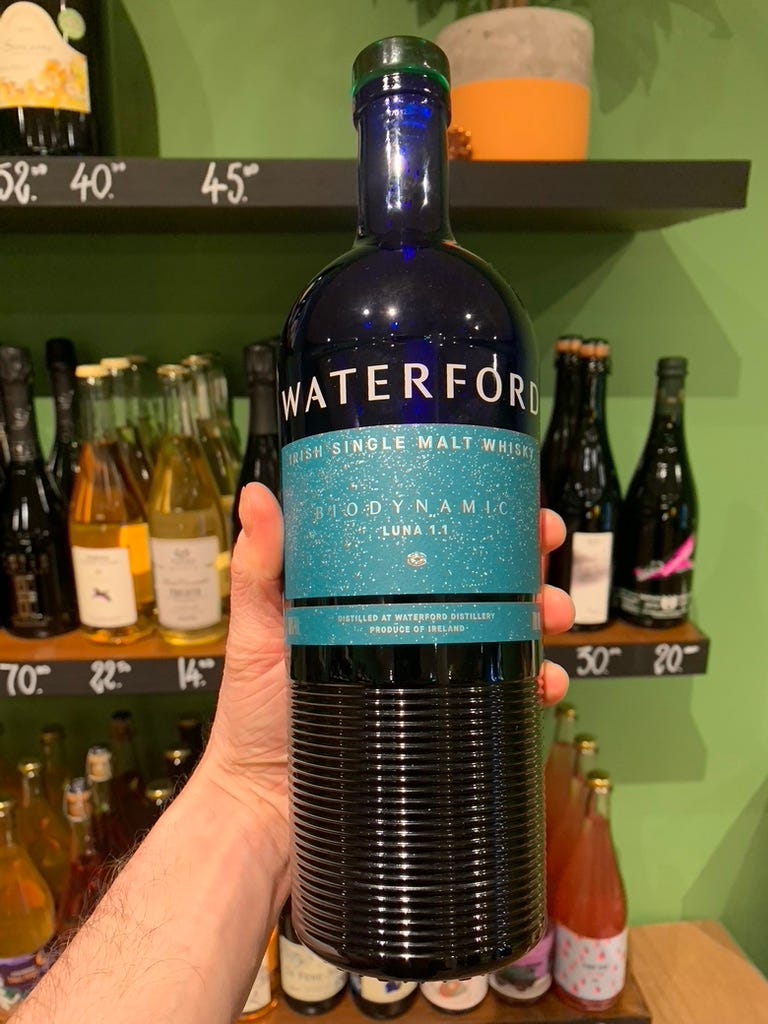 52.
40.
45.
WATERFORD
IRISH SINGLE MALT WHISKY
BIODYNAMIC
LUNA 1.1
DISTILLED AT WATERFORD DISTILLERY
PRODUCE OF IRELAND
70.
22.
14.
30.
20.